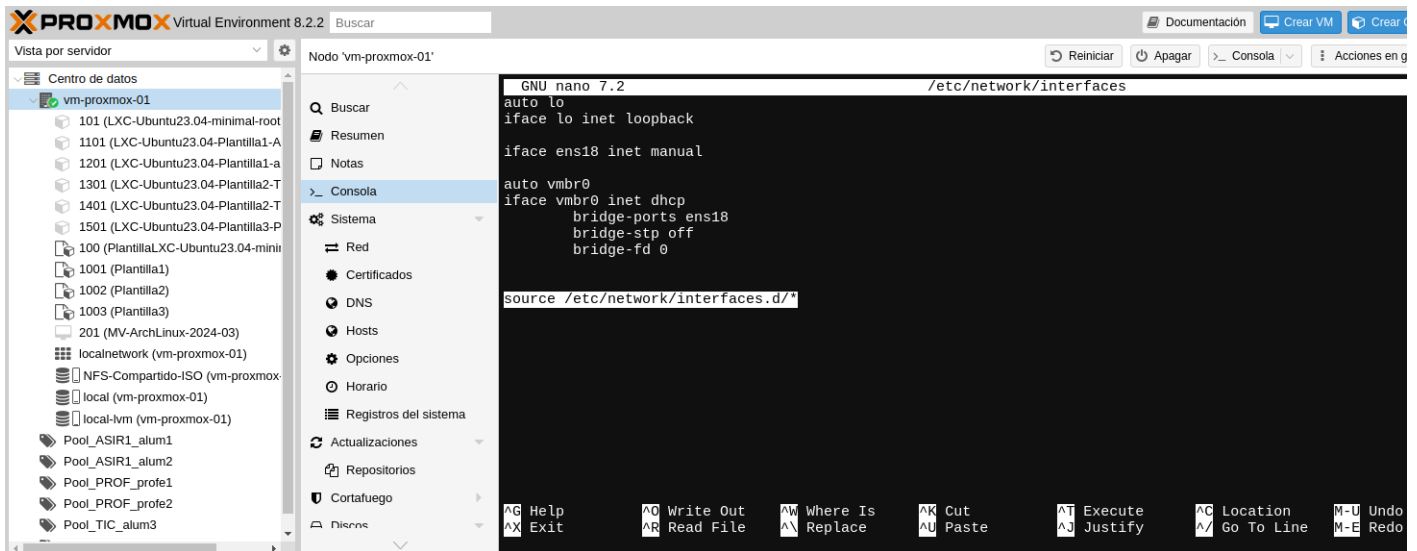 PROXMOX Virtual Environment 8.2.2 Buscar Documentación Crear VM Crear
Vista por servidor
Centro de datos
vm-proxmox-01
101 (LXC-Ubuntu23.04-minimal-root
1101 (LXC-Ubuntu23.04-Plantilla1-A
1201 (LXC-Ubuntu23.04-Plantilla1-a
1301 (LXC-Ubuntu23.04-Plantilla2-T
1401 (LXC-Ubuntu23.04-Plantilla2-T
1501 (LXC-Ubuntu23.04-Plantilla3-P
100 (PlantillaLXC-Ubuntu23.04-minir
1001 (Plantilla1)
1002 (Plantilla2)
1003 (Plantilla3)
201 (MV-ArchLinux-2024-03)
localnetwork (vm-proxmox-01)
NFS-Compartido-ISO (vm-proxmox-
local (vm-proxmox-01)
local-lvm (vm-proxmox-01)
Pool_ASIR1_alum1
Pool_ASIR1_alum2
Pool_PROF_profe1
Pool_PROF_profe2
Pool_TIC_alum3
Nodo 'vm-proxmox-01' Reiniciar Apagar >_ Consola Acciones en g
Buscar
Resumen
Notas
>_ Consola
Sistema
Red
Certificados
DNS
Hosts
Opciones
Horario
Registros del sistema
Actualizaciones
Repositorios
Cortafuego
Discos
GNU nano 7.2 /etc/network/interfaces
auto lo
iface lo inet loopback
iface ens18 inet manual
auto vmbr0
iface vmbr0 inet dhcp
bridge-ports ens18
bridge-stp off
bridge-fd 0
source /etc/network/interfaces.d/*
^G Help ^O Write Out ^W Where Is ^K Cut ^T Execute ^C Location M-U Undo
^X Exit ^R Read File ^\ Replace ^U Paste ^J Justify ^/ Go To Line M-E Redo